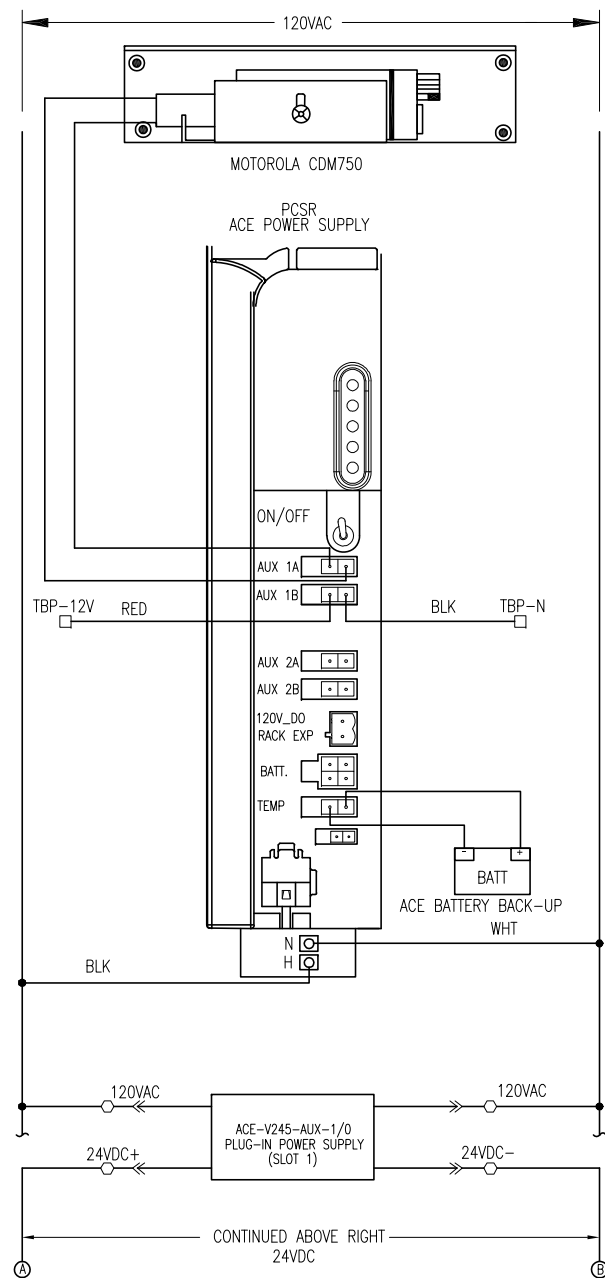 120VAC
MOTOROLA CDM750
PCSR
ACE POWER SUPPLY
ON/OFF
AUX 1A
AUX 1B
TBP-12V
RED
BLK
TBP-N
AUX 2A
AUX 2B
120V_DO
RACK EXP
BATT.
TEMP
- +
BATT
ACE BATTERY BACK-UP
WHT
N
H
BLK
120VAC
120VAC
ACE-V245-AUX-1/0
PLUG-IN POWER SUPPLY
(SLOT 1)
24VDC+
24VDC-
CONTINUED ABOVE RIGHT
24VDC
A
B